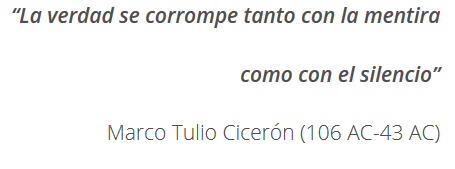 “La verdad se corrompe tanto con la mentira
como con el silencio”
Marco Tulio Cicerón (106 AC-43 AC)